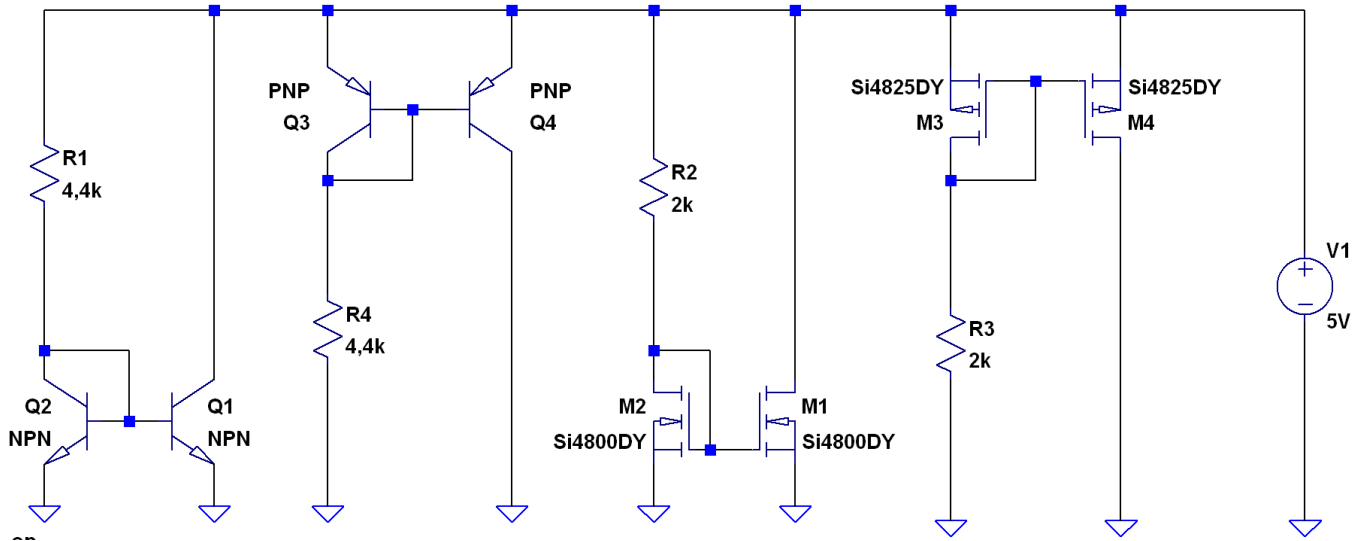 R1
4,4k
Q2
NPN
Q1
NPN
PNP
Q3
PNP
Q4
R4
4,4k
R2
2k
M2
Si4800DY
M1
Si4800DY
Si4825DY
M3
Si4825DY
M4
R3
2k
V1
5V
.op